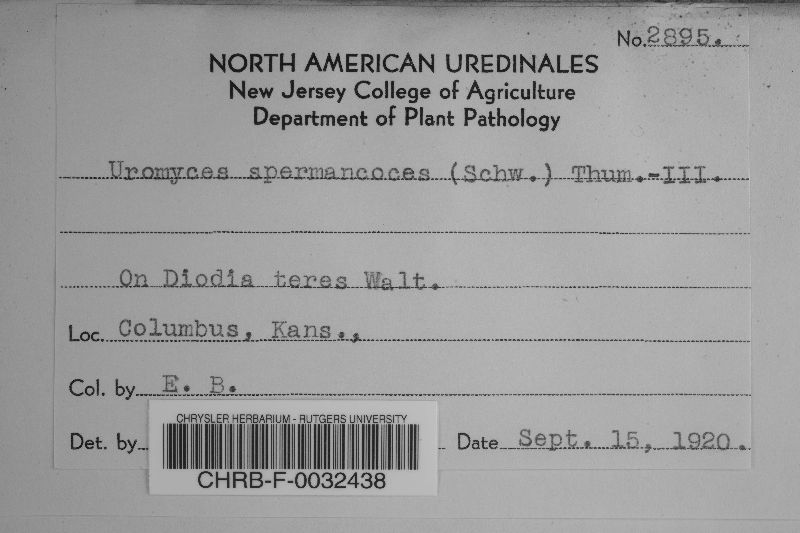 No. 2895.
NORTH AMERICAN UREDINALES
New Jersey College of Agriculture
Department of Plant Pathology
Uromyces spermancoces (Schw.) Thum.-III.
On Diodia teres Walt.
Loc. Columbus, Kans.,
Col. by E. B.
Det. by
Date Sept. 15, 1920.
CHRYSLER HERBARIUM - RUTGERS UNIVERSITY
CHRB-F-0032438